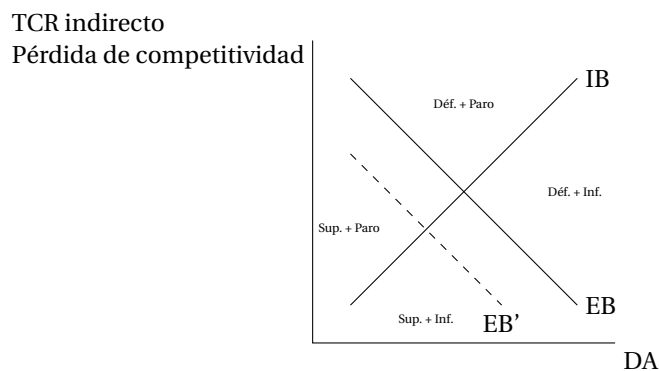 TCR indirecto
Pérdida de competitividad
IB
Déf. + Paro
Déf. + Inf.
Sup. + Paro
EB
Sup. + Inf.
EB’
DA